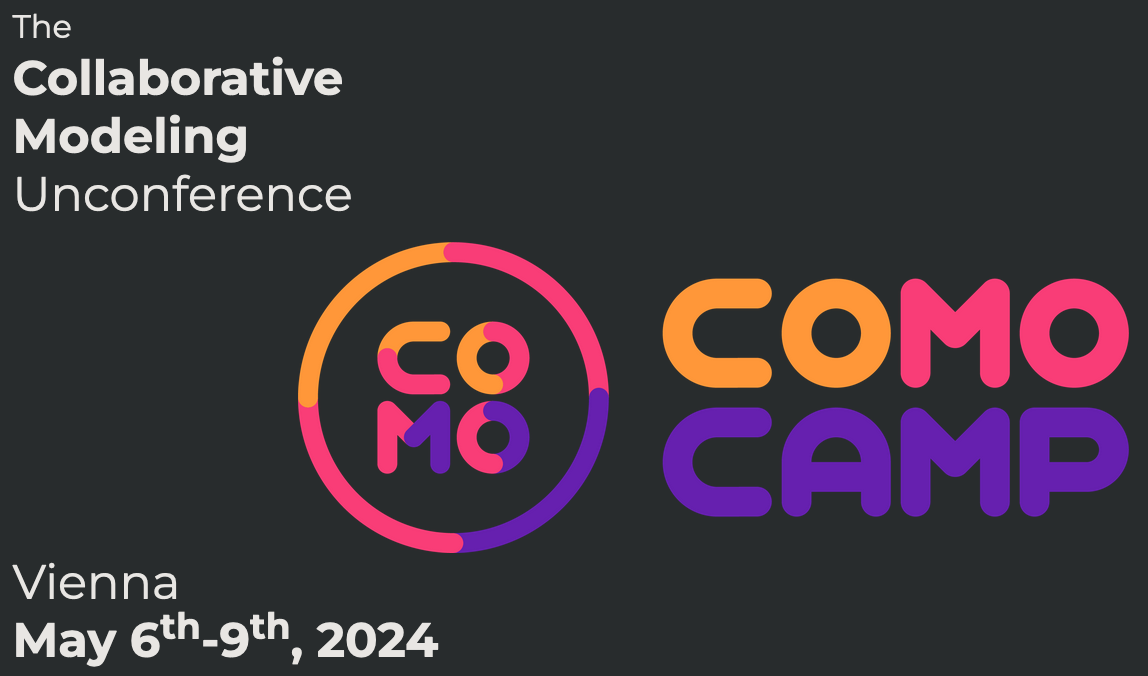 The
Collaborative
Modeling
Unconference
CO
MO
COMO
CAMP
Vienna
May 6th-9th, 2024